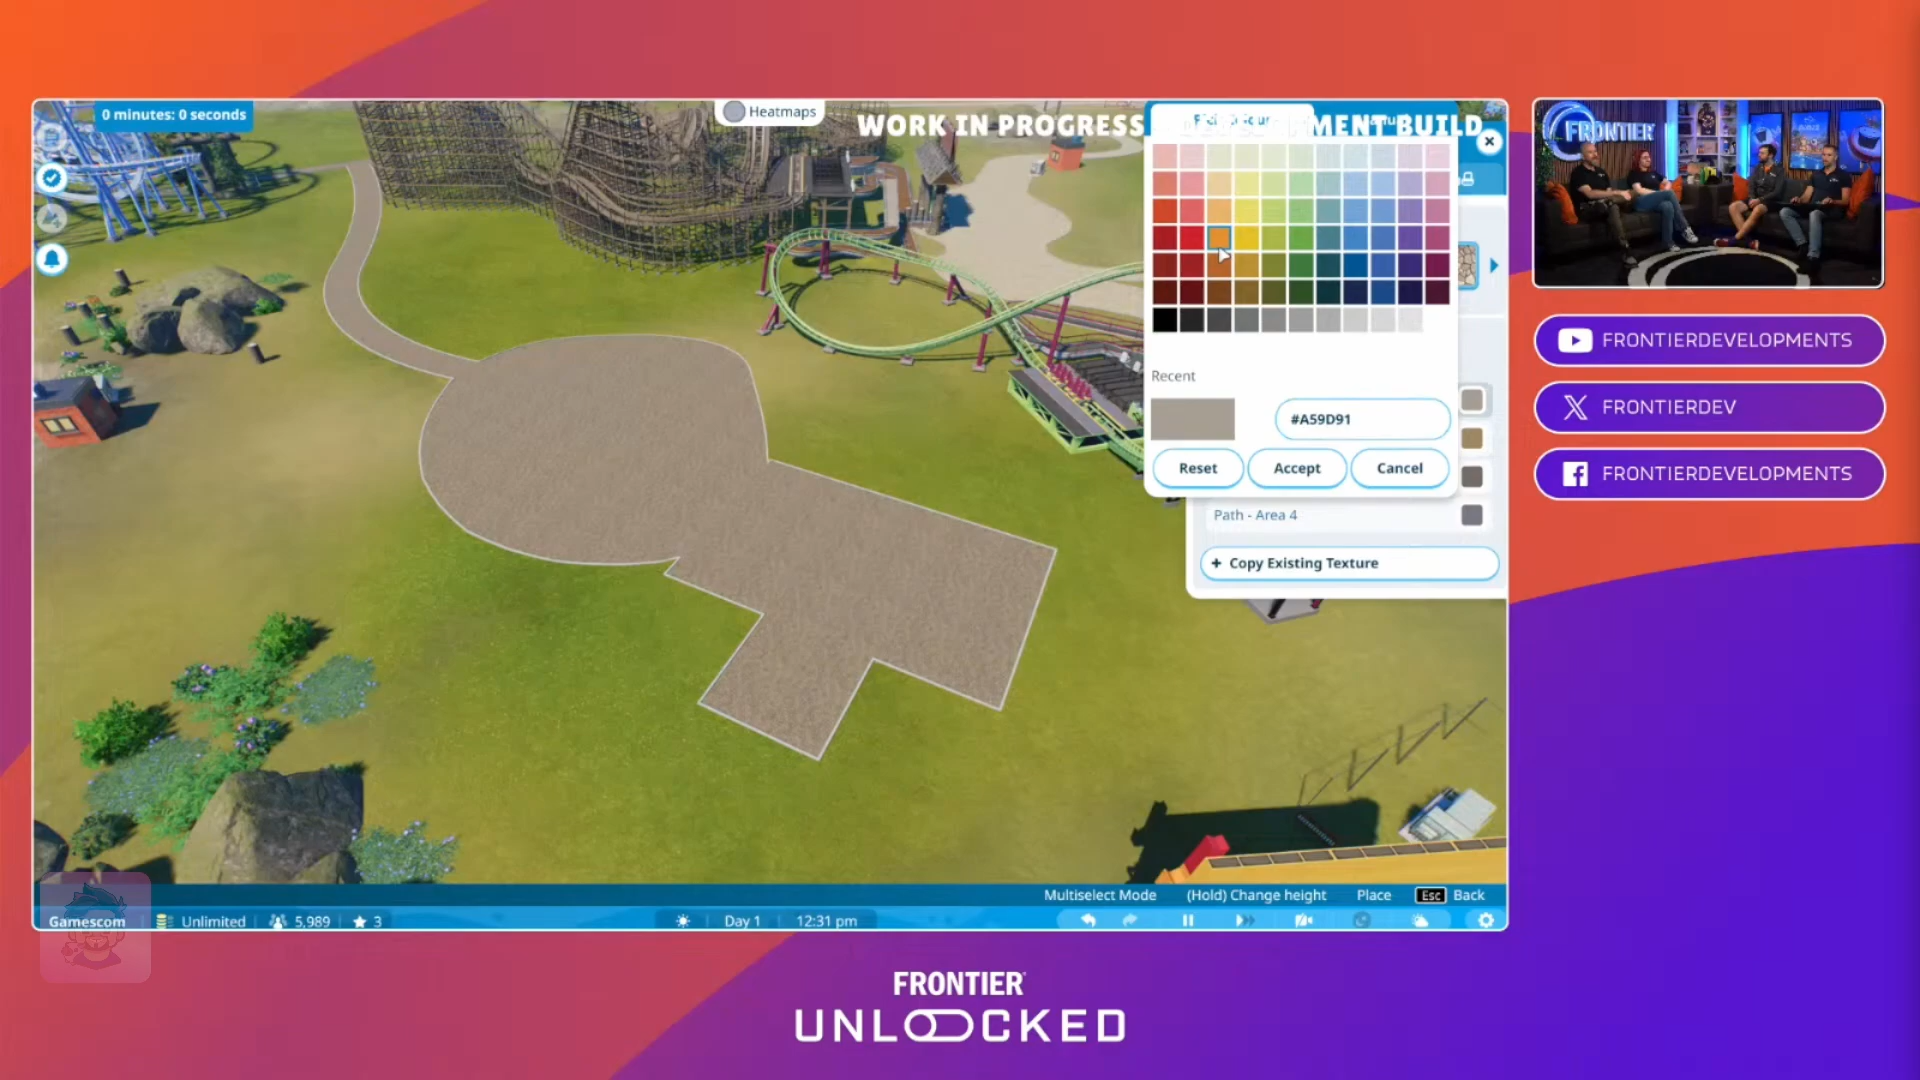 0 minutes: 0 seconds
Heatmaps
WORK IN PROGRESS
MENT BUILD
Recent
#A59D91
Reset
Accept
Cancel
Path - Area 4
+ Copy Existing Texture
Multiselect Mode
(Hold) Change height
Place
Esc Back
Gamescom
Unlimited
5,989
3
Day 1
12:31 pm
FRONTIER
FRONTIERDEVELOPMENTS
FRONTIERDEV
FRONTIERDEVELOPMENTS
FRONTIER
UNLOCKED